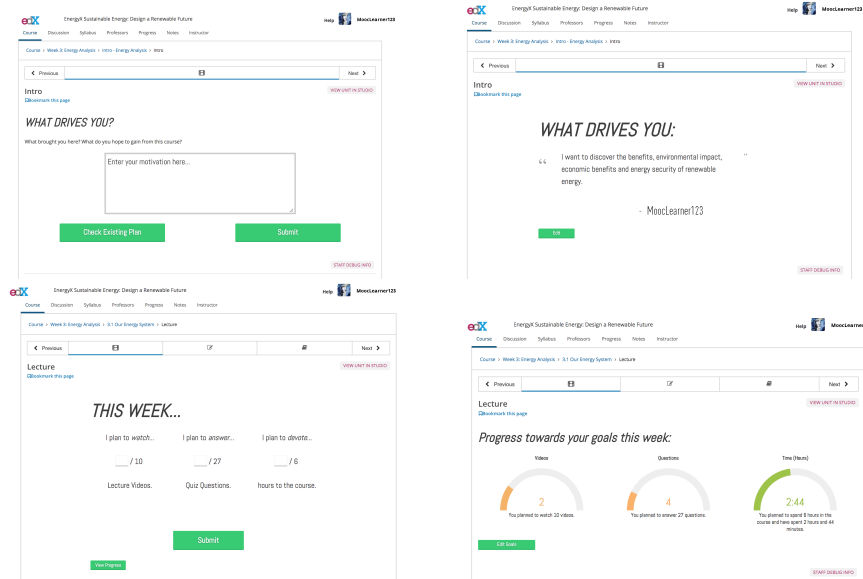 edX
EnergyX Sustainable Energy: Design a Renewable Future
Help
MoocLearner123
Course Discussion Syllabus Professors Progress Notes Instructor
Course > Week 3: Energy Analysis > Intro - Energy Analysis > Intro
Previous
Next
Intro
VIEW UNIT IN STUDIO
Bookmark this page
WHAT DRIVES YOU?
What brought you here? What do you hope to gain from this course?
Enter your motivation here...
Check Existing Plan
Submit
STAFF DEBUG INFO
edX
EnergyX Sustainable Energy: Design a Renewable Future
Help
MoocLearner123
Course Discussion Syllabus Professors Progress Notes Instructor
Course > Week 3: Energy Analysis > Intro - Energy Analysis > Intro
Previous
Next
Intro
VIEW UNIT IN STUDIO
Bookmark this page
WHAT DRIVES YOU:
“ I want to discover the benefits, environmental impact, ”
economic benefits and energy security of renewable
energy.
- MoocLearner123
Edit
STAFF DEBUG INFO
edX
EnergyX Sustainable Energy: Design a Renewable Future
Help
MoocLearner123
Course Discussion Syllabus Professors Progress Notes Instructor
Course > Week 3: Energy Analysis > 3.1 Our Energy System > Lecture
Previous
Next
Lecture
VIEW UNIT IN STUDIO
Bookmark this page
THIS WEEK...
I plan to watch... I plan to answer... I plan to devote...
/ 10 / 27 / 6
Lecture Videos. Quiz Questions. hours to the course.
Submit
View Progress
edX
EnergyX Sustainable Energy: Design a Renewable Future
Help
MoocLearner
Course Discussion Syllabus Professors Progress Notes Instructor
Course > Week 3: Energy Analysis > 3.1 Our Energy System > Lecture
Previous
Next
Lecture
VIEW UNIT IN STUDIO
Bookmark this page
Progress towards your goals this week:
Videos Questions Time (Hours)
2 4 2:44
You planned to watch 10 videos. You planned to answer 27 questions. You planned to spend 6 hours in the
course and have spent 2 hours and 44
minutes.
Edit Goals
STAFF DEBUG INFO